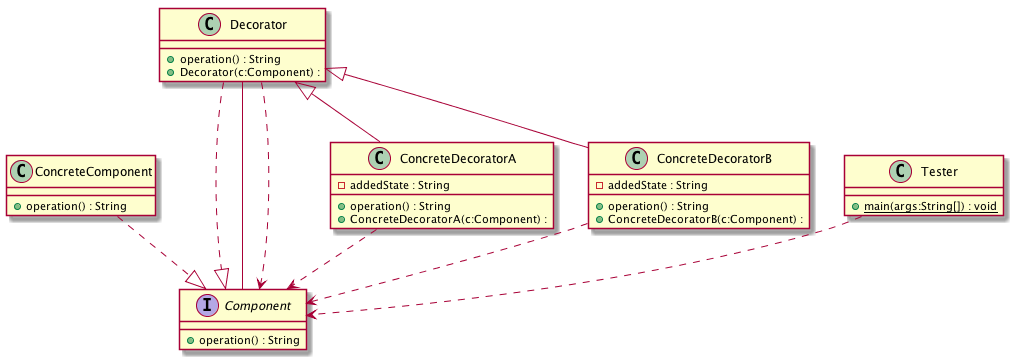 C Decorator
operation() : String
Decorator(c:Component) :
C ConcreteComponent
operation() : String
C ConcreteDecoratorA
addedState : String
operation() : String
ConcreteDecoratorA(c:Component) :
C ConcreteDecoratorB
addedState : String
operation() : String
ConcreteDecoratorB(c:Component) :
C Tester
main(args:String[]) : void
I Component
operation() : String